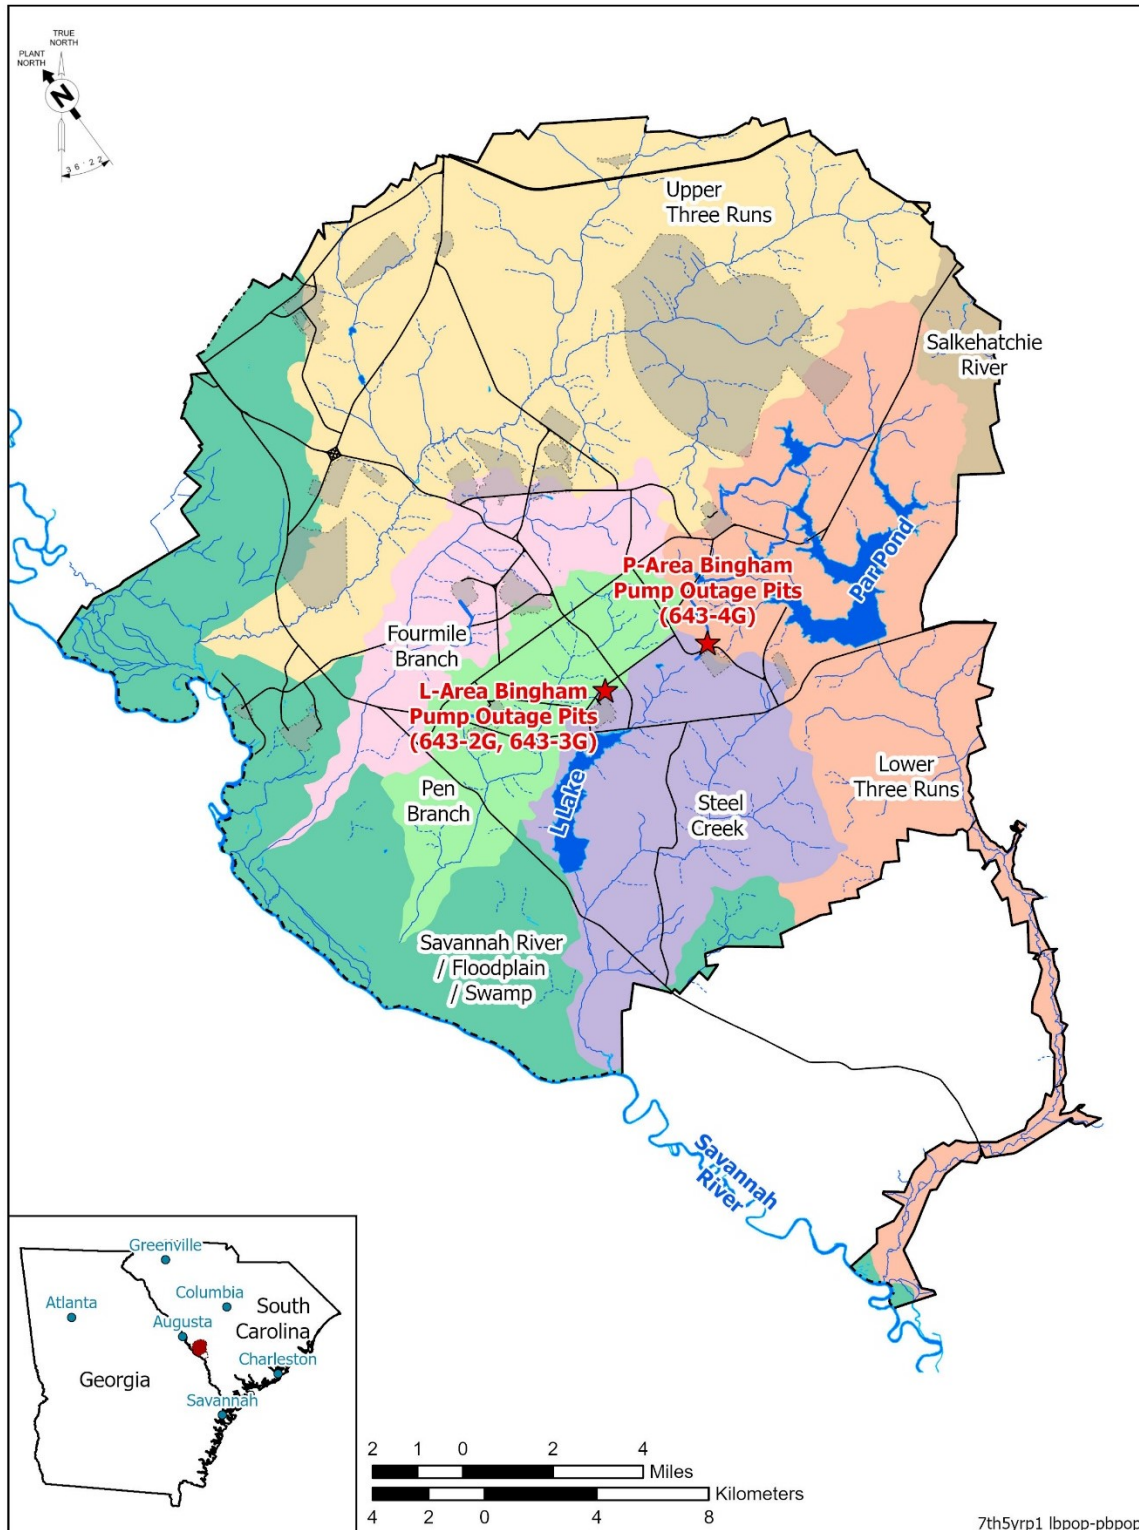 TRUE
NORTH
PLANT
NORTH
N
36°22'
Upper
Three Runs
Salkehatchie
River
Par Pond
P-Area Bingham
Pump Outage Pits
(643-4G)
Fourmile
Branch
L-Area Bingham
Pump Outage Pits
(643-2G, 643-3G)
Lower
Three Runs
L Lake
Pen
Branch
Steel
Creek
Savannah River
/ Floodplain
/ Swamp
Savannah
River
Greenville
Columbia
Atlanta
South
Carolina
Augusta
Charleston
Georgia
Savannah
2 1 0 2 4
Miles
Kilometers
4 2 0 4 8
7th5yrp1 lbpop-pbpop